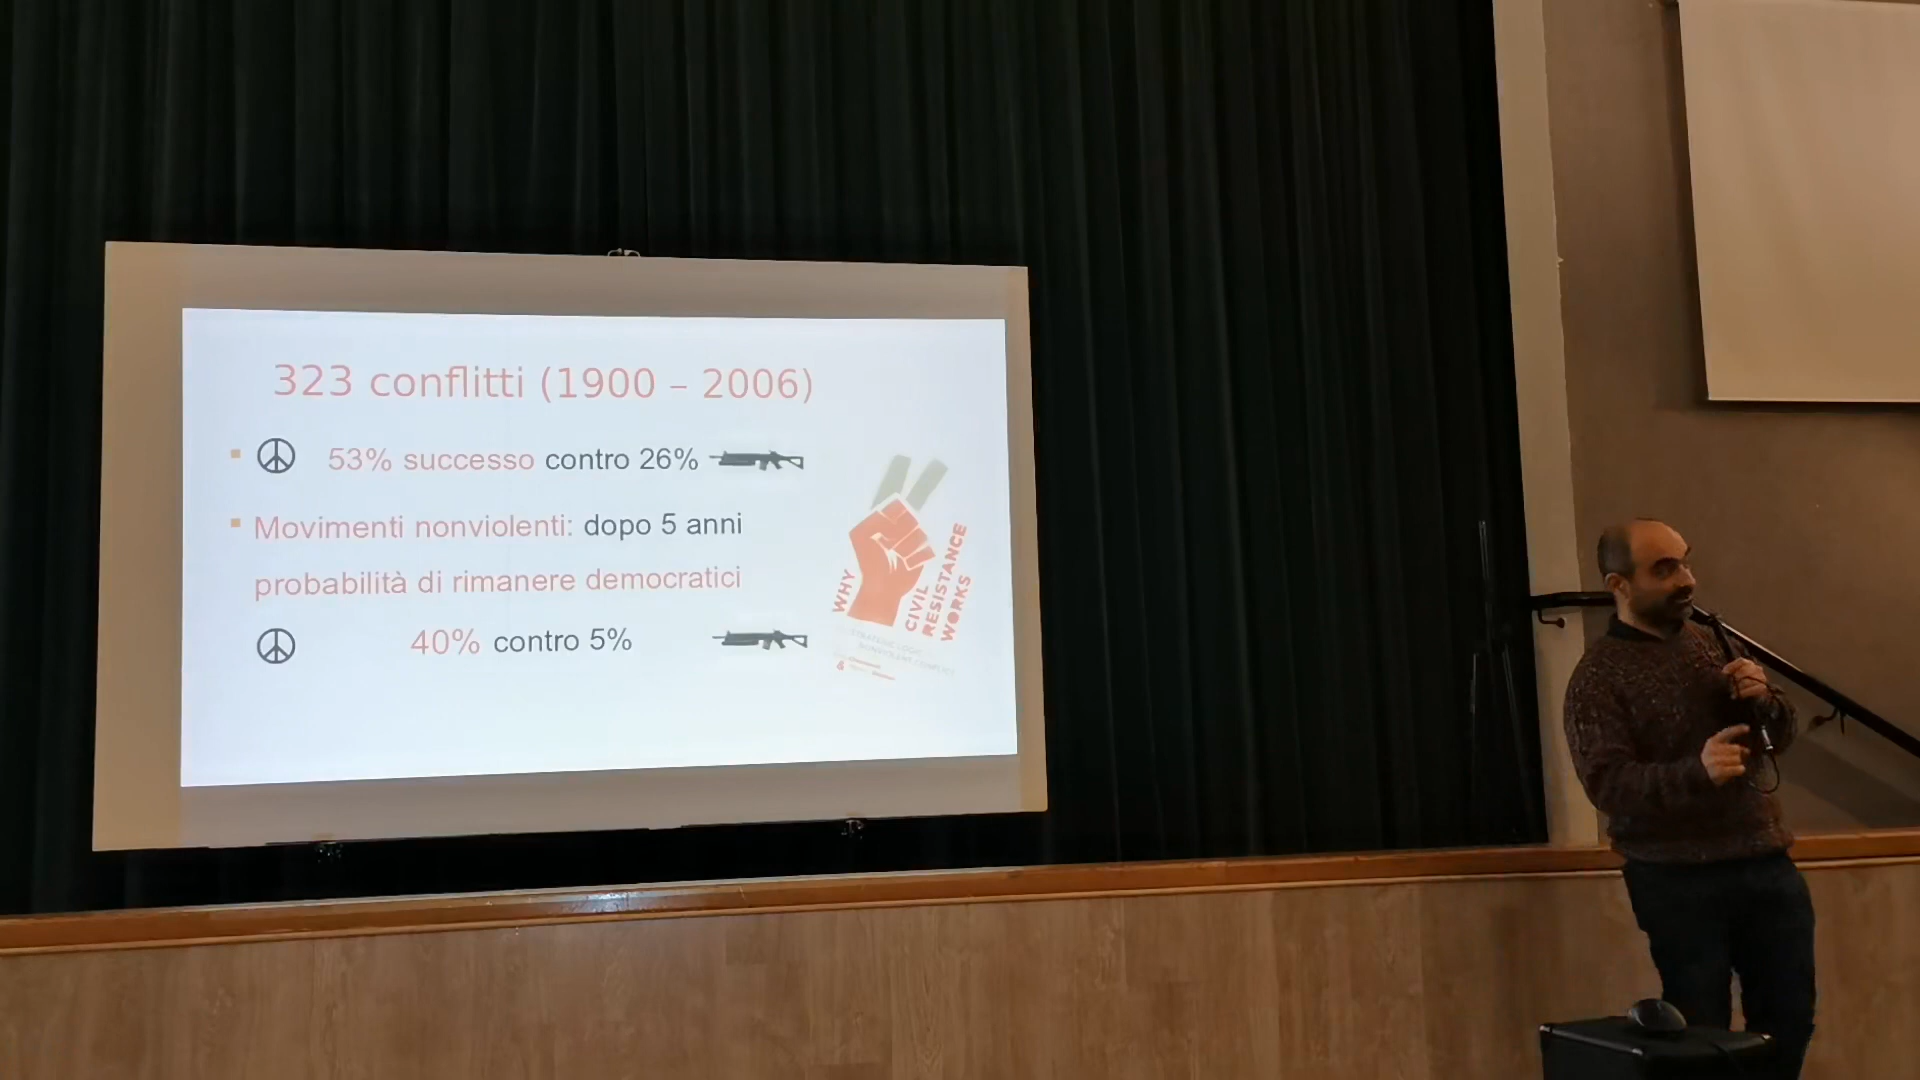 323 conflitti (1900 – 2006)
53% successo contro 26%
Movimenti nonviolenti: dopo 5 anni
probabilità di rimanere democratici
40% contro 5%
WHY
CIVIL
RESISTANCE
WORKS